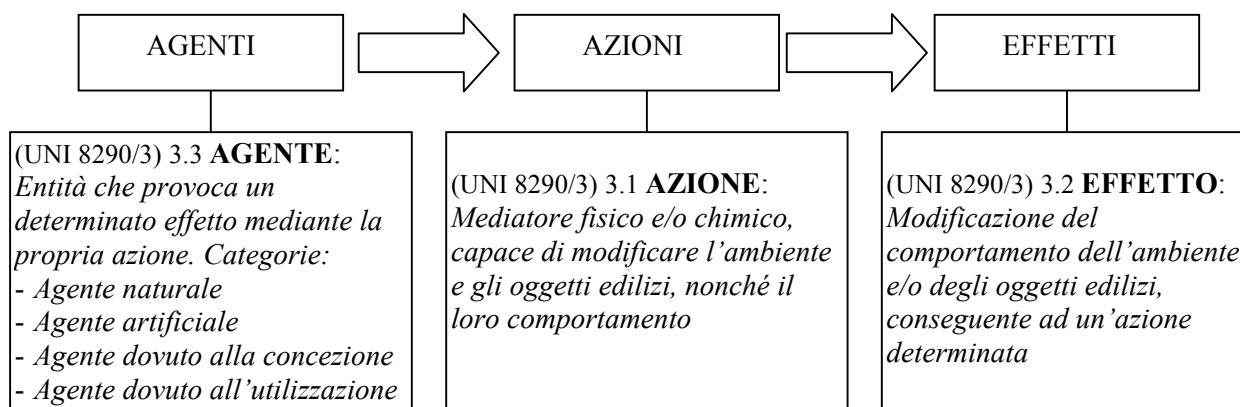 AGENTI
AZIONI
EFFETTI
(UNI 8290/3) 3.3 AGENTE:
Entità che provoca un
determinato effetto mediante la
propria azione. Categorie:
- Agente naturale
- Agente artificiale
- Agente dovuto alla concezione
- Agente dovuto all’utilizzazione
(UNI 8290/3) 3.1 AZIONE:
Mediatore fisico e/o chimico,
capace di modificare l’ambiente
e gli oggetti edilizi, nonché il
loro comportamento
(UNI 8290/3) 3.2 EFFETTO:
Modificazione del
comportamento dell’ambiente
e/o degli oggetti edilizi,
conseguente ad un’azione
determinata